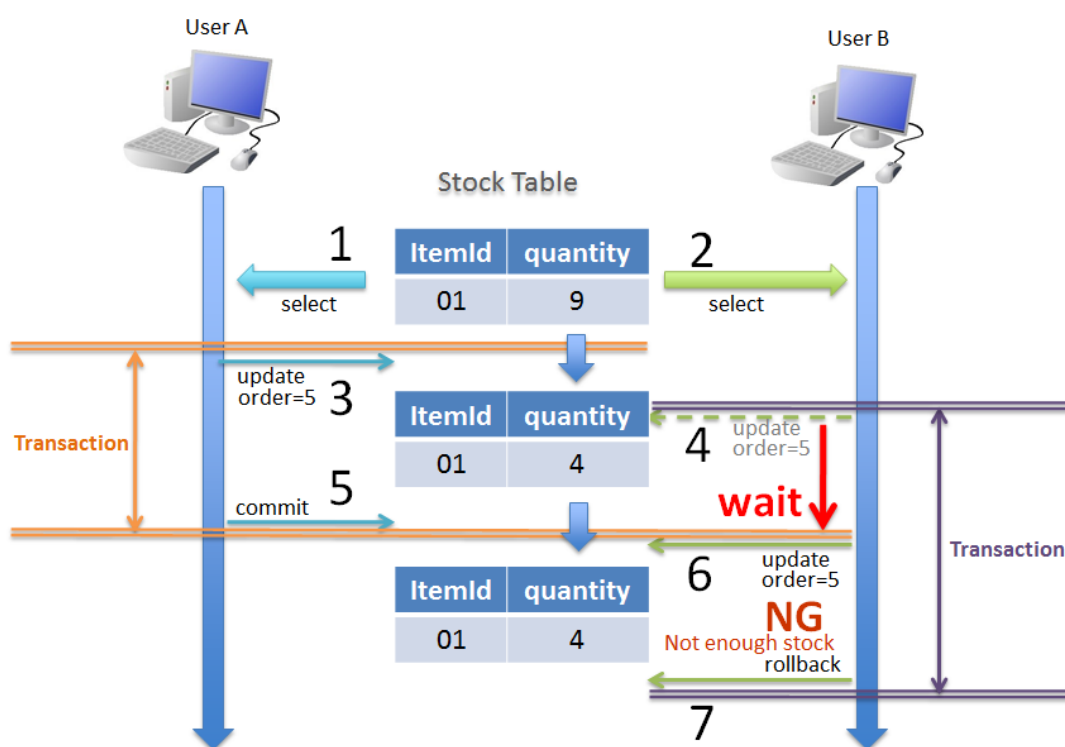 User A
User B
Stock Table
1
2
ItemId quantity
01 9
select
select
update
order=5
3
ItemId quantity
01 4
4
update
order=5
Transaction
5
commit
wait
Transaction
6
update
order=5
ItemId quantity
01 4
NG
Not enough stock
rollback
7